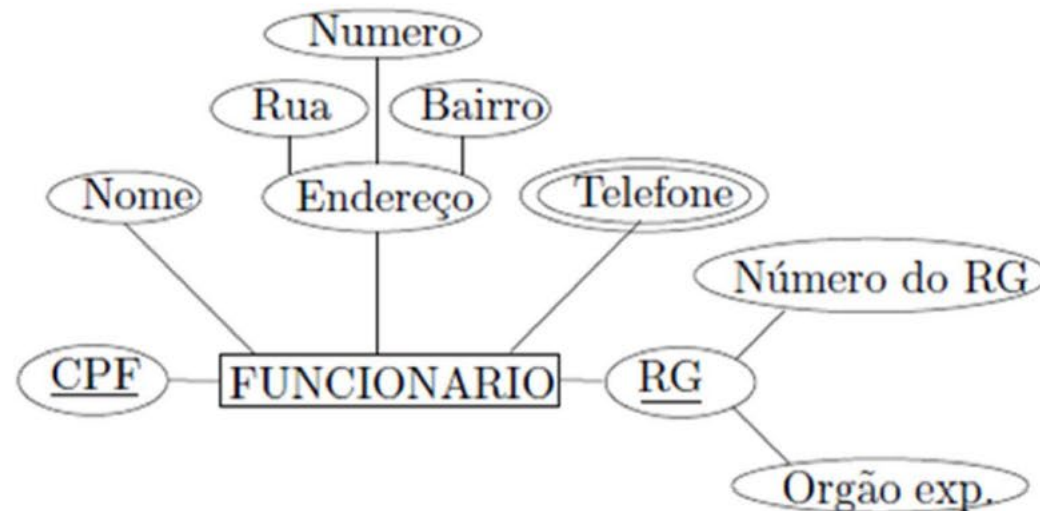 Numero
Rua
Bairro
Nome
Endereço
Telefone
Número do RG
CPF
FUNCIONARIO
RG
Orgão exp.